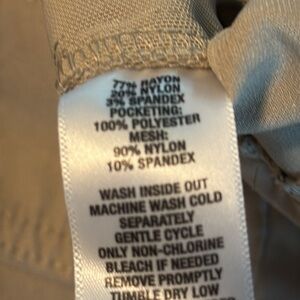 77% RAYON
20% NYLON
3% SPANDEX
POCKETING:
100% POLYESTER
MESH:
90% NYLON
10% SPANDEX
WASH INSIDE OUT
MACHINE WASH COLD
SEPARATELY
GENTLE CYCLE
ONLY NON-CHLORINE
BLEACH IF NEEDED
REMOVE PROMPTLY
TUMBLE DRY LOW